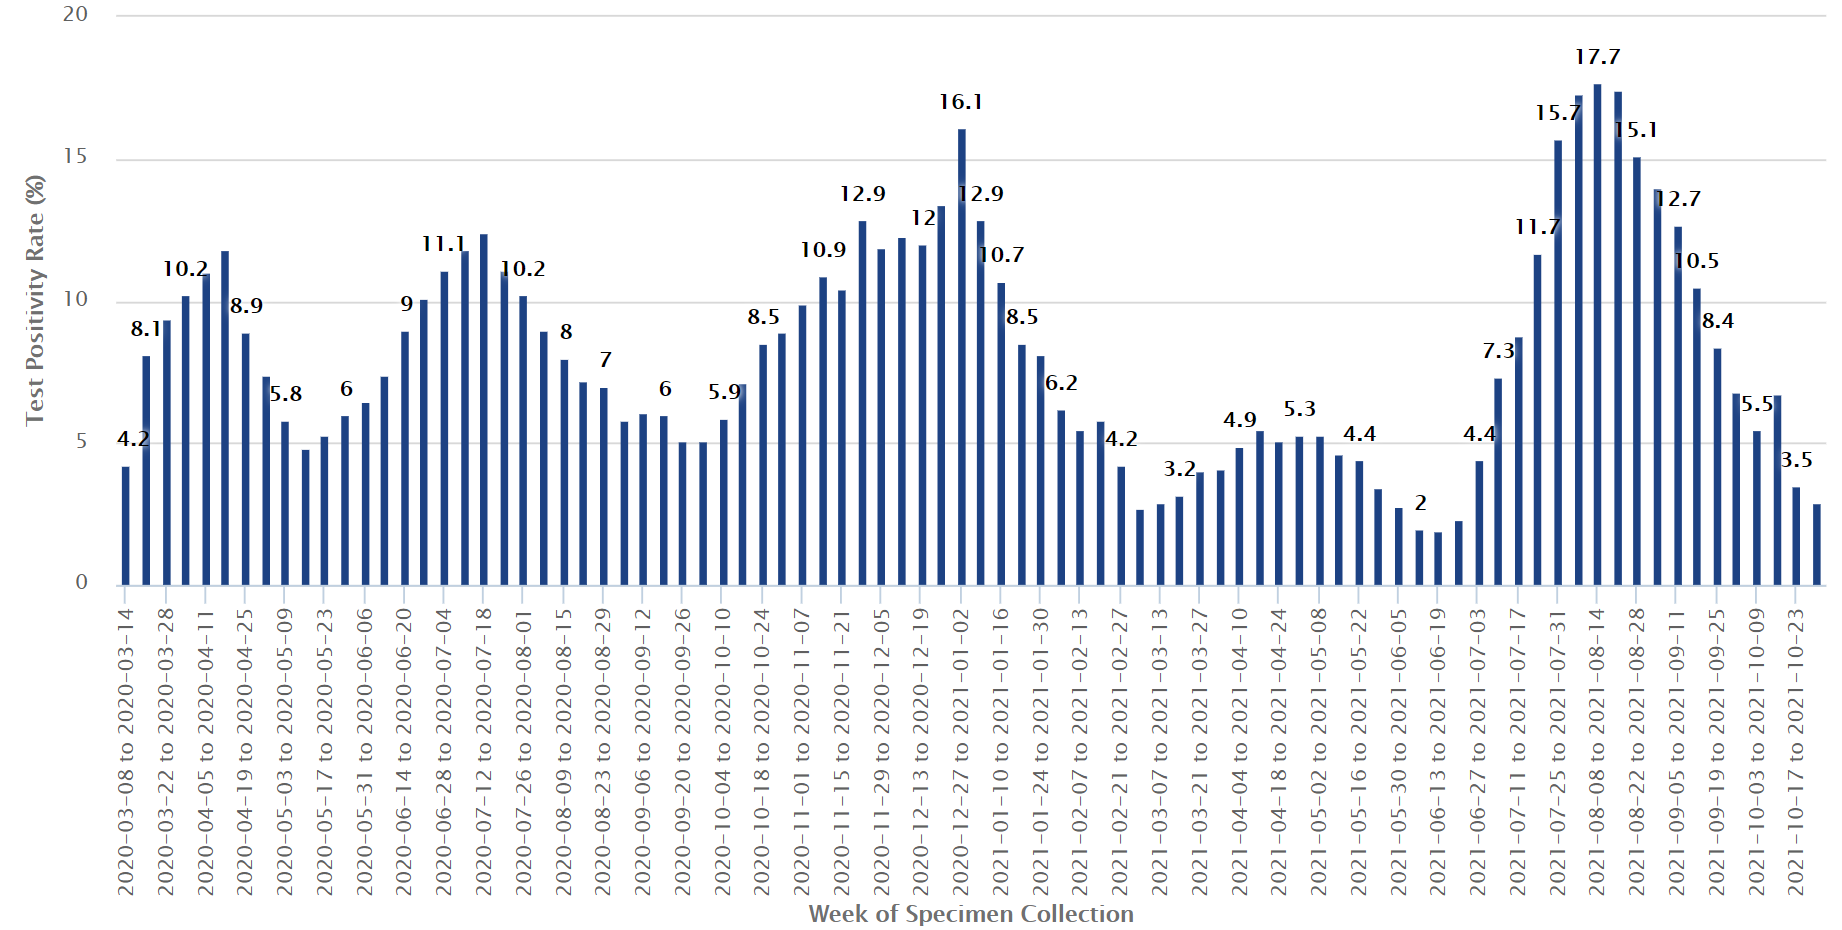 20
15
10
5
0
Test Positivity Rate (%)
4.2
8.1
10.2
8.9
5.8
6
9
11.1
10.2
8
7
6
5.9
8.5
10.9
12.9
12
16.1
12.9
10.7
8.5
6.2
4.2
3.2
4.9
5.3
4.4
2
4.4
7.3
11.7
15.7
17.7
15.1
12.7
10.5
8.4
5.5
3.5
2020-03-08 to 2020-03-14
2020-03-22 to 2020-03-28
2020-04-05 to 2020-04-11
2020-04-19 to 2020-04-25
2020-05-03 to 2020-05-09
2020-05-17 to 2020-05-23
2020-05-31 to 2020-06-06
2020-06-14 to 2020-06-20
2020-06-28 to 2020-07-04
2020-07-12 to 2020-07-18
2020-07-26 to 2020-08-01
2020-08-09 to 2020-08-15
2020-08-23 to 2020-08-29
2020-09-06 to 2020-09-12
2020-09-20 to 2020-09-26
2020-10-04 to 2020-10-10
2020-10-18 to 2020-10-24
2020-11-01 to 2020-11-07
2020-11-15 to 2020-11-21
2020-11-29 to 2020-12-05
2020-12-13 to 2020-12-19
2020-12-27 to 2021-01-02
2021-01-10 to 2021-01-16
2021-01-24 to 2021-01-30
2021-02-07 to 2021-02-13
2021-02-21 to 2021-02-27
2021-03-07 to 2021-03-13
2021-03-21 to 2021-03-27
2021-04-04 to 2021-04-10
2021-04-18 to 2021-04-24
2021-05-02 to 2021-05-08
2021-05-16 to 2021-05-22
2021-05-30 to 2021-06-05
2021-06-13 to 2021-06-19
2021-06-27 to 2021-07-03
2021-07-11 to 2021-07-17
2021-07-25 to 2021-07-31
2021-08-08 to 2021-08-14
2021-08-22 to 2021-08-28
2021-09-05 to 2021-09-11
2021-09-19 to 2021-09-25
2021-10-03 to 2021-10-09
2021-10-17 to 2021-10-23
Week of Specimen Collection